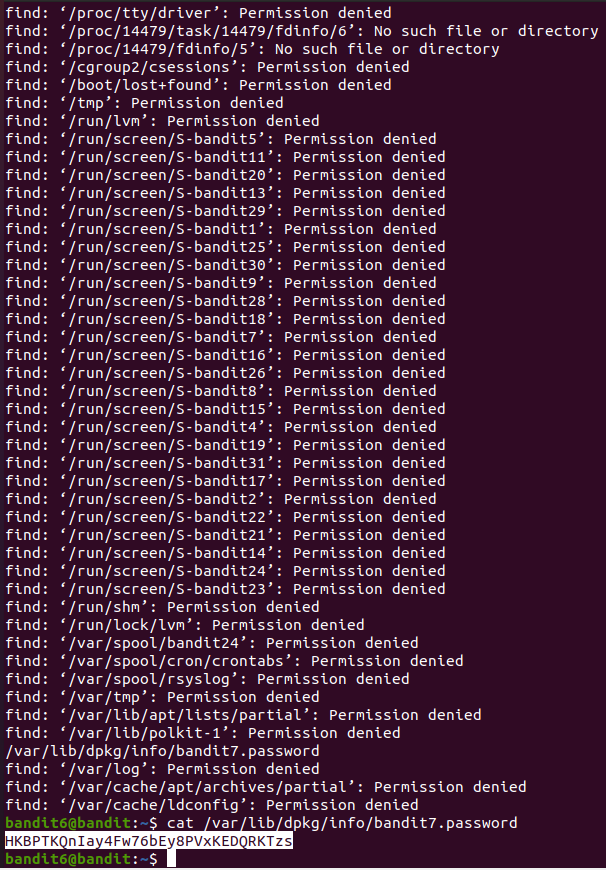 find: ‘/proc/tty/driver’: Permission denied
find: ‘/proc/14479/task/14479/fdinfo/6’: No such file or directory
find: ‘/proc/14479/fdinfo/5’: No such file or directory
find: ‘/cgroup2/csessions’: Permission denied
find: ‘/boot/lost+found’: Permission denied
find: ‘/tmp’: Permission denied
find: ‘/run/lvm’: Permission denied
find: ‘/run/screen/S-bandit5’: Permission denied
find: ‘/run/screen/S-bandit11’: Permission denied
find: ‘/run/screen/S-bandit20’: Permission denied
find: ‘/run/screen/S-bandit13’: Permission denied
find: ‘/run/screen/S-bandit29’: Permission denied
find: ‘/run/screen/S-bandit1’: Permission denied
find: ‘/run/screen/S-bandit25’: Permission denied
find: ‘/run/screen/S-bandit30’: Permission denied
find: ‘/run/screen/S-bandit9’: Permission denied
find: ‘/run/screen/S-bandit28’: Permission denied
find: ‘/run/screen/S-bandit18’: Permission denied
find: ‘/run/screen/S-bandit7’: Permission denied
find: ‘/run/screen/S-bandit16’: Permission denied
find: ‘/run/screen/S-bandit26’: Permission denied
find: ‘/run/screen/S-bandit8’: Permission denied
find: ‘/run/screen/S-bandit15’: Permission denied
find: ‘/run/screen/S-bandit4’: Permission denied
find: ‘/run/screen/S-bandit19’: Permission denied
find: ‘/run/screen/S-bandit31’: Permission denied
find: ‘/run/screen/S-bandit17’: Permission denied
find: ‘/run/screen/S-bandit2’: Permission denied
find: ‘/run/screen/S-bandit22’: Permission denied
find: ‘/run/screen/S-bandit21’: Permission denied
find: ‘/run/screen/S-bandit14’: Permission denied
find: ‘/run/screen/S-bandit24’: Permission denied
find: ‘/run/screen/S-bandit23’: Permission denied
find: ‘/run/shm’: Permission denied
find: ‘/run/lock/lvm’: Permission denied
find: ‘/var/spool/bandit24’: Permission denied
find: ‘/var/spool/cron/crontabs’: Permission denied
find: ‘/var/spool/rsyslog’: Permission denied
find: ‘/var/tmp’: Permission denied
find: ‘/var/lib/apt/lists/partial’: Permission denied
find: ‘/var/lib/polkit-1’: Permission denied
/var/lib/dpkg/info/bandit7.password
find: ‘/var/log’: Permission denied
find: ‘/var/cache/apt/archives/partial’: Permission denied
find: ‘/var/cache/ldconfig’: Permission denied
bandit6@bandit:~$ cat /var/lib/dpkg/info/bandit7.password
HKBPTKQnIay4Fw76bEy8PVxKEDQRKTzs
bandit6@bandit:~$